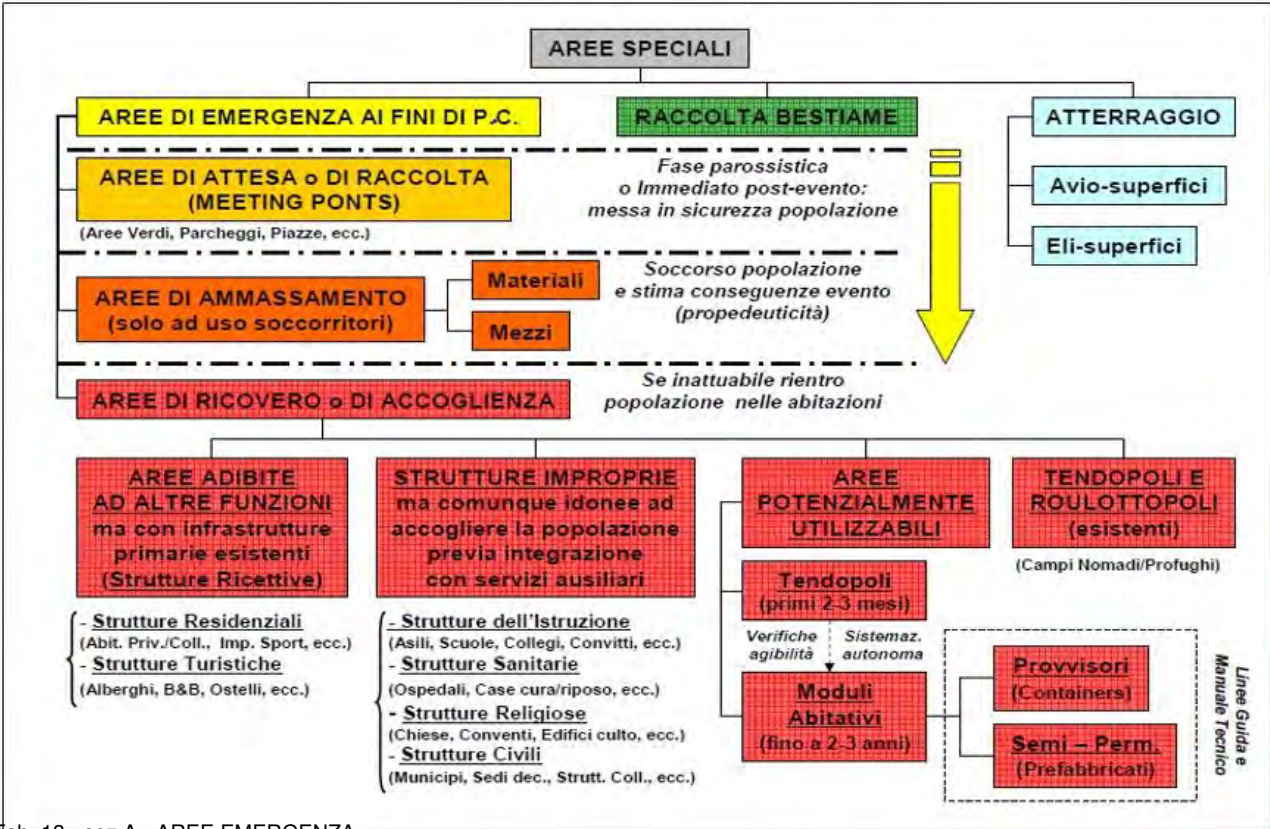 AREE SPECIALI
AREE DI EMERGENZA AI FINI DI P.C.
RACCOLTA BESTIAME
ATTERRAGGIO
AREE DI ATTESA o DI RACCOLTA
(MEETING PONTS)
(Aree Verdi, Parcheggi, Piazze, ecc.)
Fase parossistica
o Immediato post-evento:
messa in sicurezza popolazione
Avio-superfici
Eli-superfici
AREE DI AMMASSAMENTO
(solo ad uso soccorritori)
Materiali
Mezzi
Soccorso popolazione
e stima conseguenze evento
(propedeuticità)
AREE DI RICOVERO o DI ACCOGLIENZA
Se inattuabile rientro
popolazione nelle abitazioni
AREE ADIBITE
AD ALTRE FUNZIONI
ma con infrastrutture
primarie esistenti
(Strutture Ricettive)
- Strutture Residenziali
(Abit. Priv./Coll., Imp. Sport, ecc.)
- Strutture Turistiche
(Alberghi, B&B, Ostelli, ecc.)
STRUTTURE IMPROPRIE
ma comunque idonee ad
accogliere la popolazione
previa integrazione
con servizi ausiliari
- Strutture dell'Istruzione
(Asili, Scuole, Collegi, Convitti, ecc.)
- Strutture Sanitarie
(Ospedali, Case cura/riposo, ecc.)
- Strutture Religiose
(Chiese, Conventi, Edifici culto, ecc.)
- Strutture Civili
(Municipi, Sedi dec., Strutt. Coll., ecc.)
AREE
POTENZIALMENTE
UTILIZZABILI
Tendopoli
(primi 2-3 mesi)
Verifiche
agibilità
Sistemaz.
autonoma
Moduli
Abitativi
(fino a 2-3 anni)
TENDOPOLI E
ROULOTTOPOLI
(esistenti)
(Campi Nomadi/Profughi)
Provvisori
(Containers)
Semi – Perm.
(Prefabbricati)
Linee Guida e
Manuale Tecnico
AREE EMERGENZA